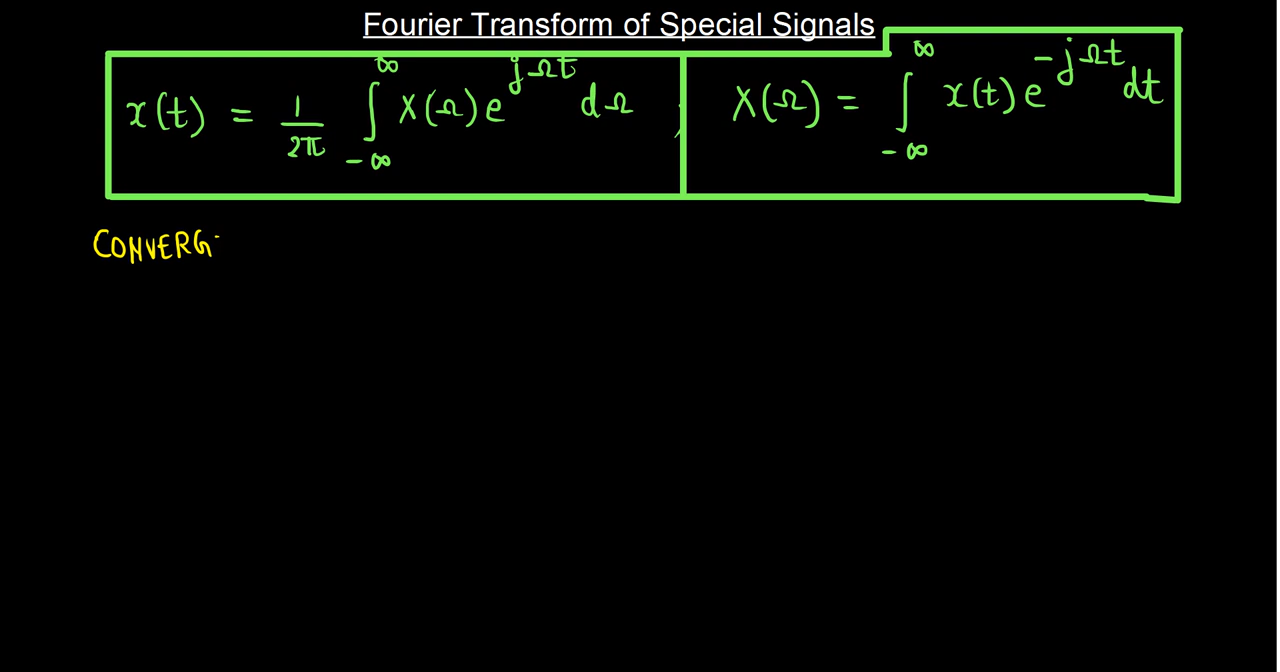 Fourier Transform of Special Signals
x(t) = 1/2π ∫_{-∞}^{∞} X(Ω) e^{jΩt} dΩ ; X(Ω) = ∫_{-∞}^{∞} x(t) e^{-jΩt} dt
CONVERG